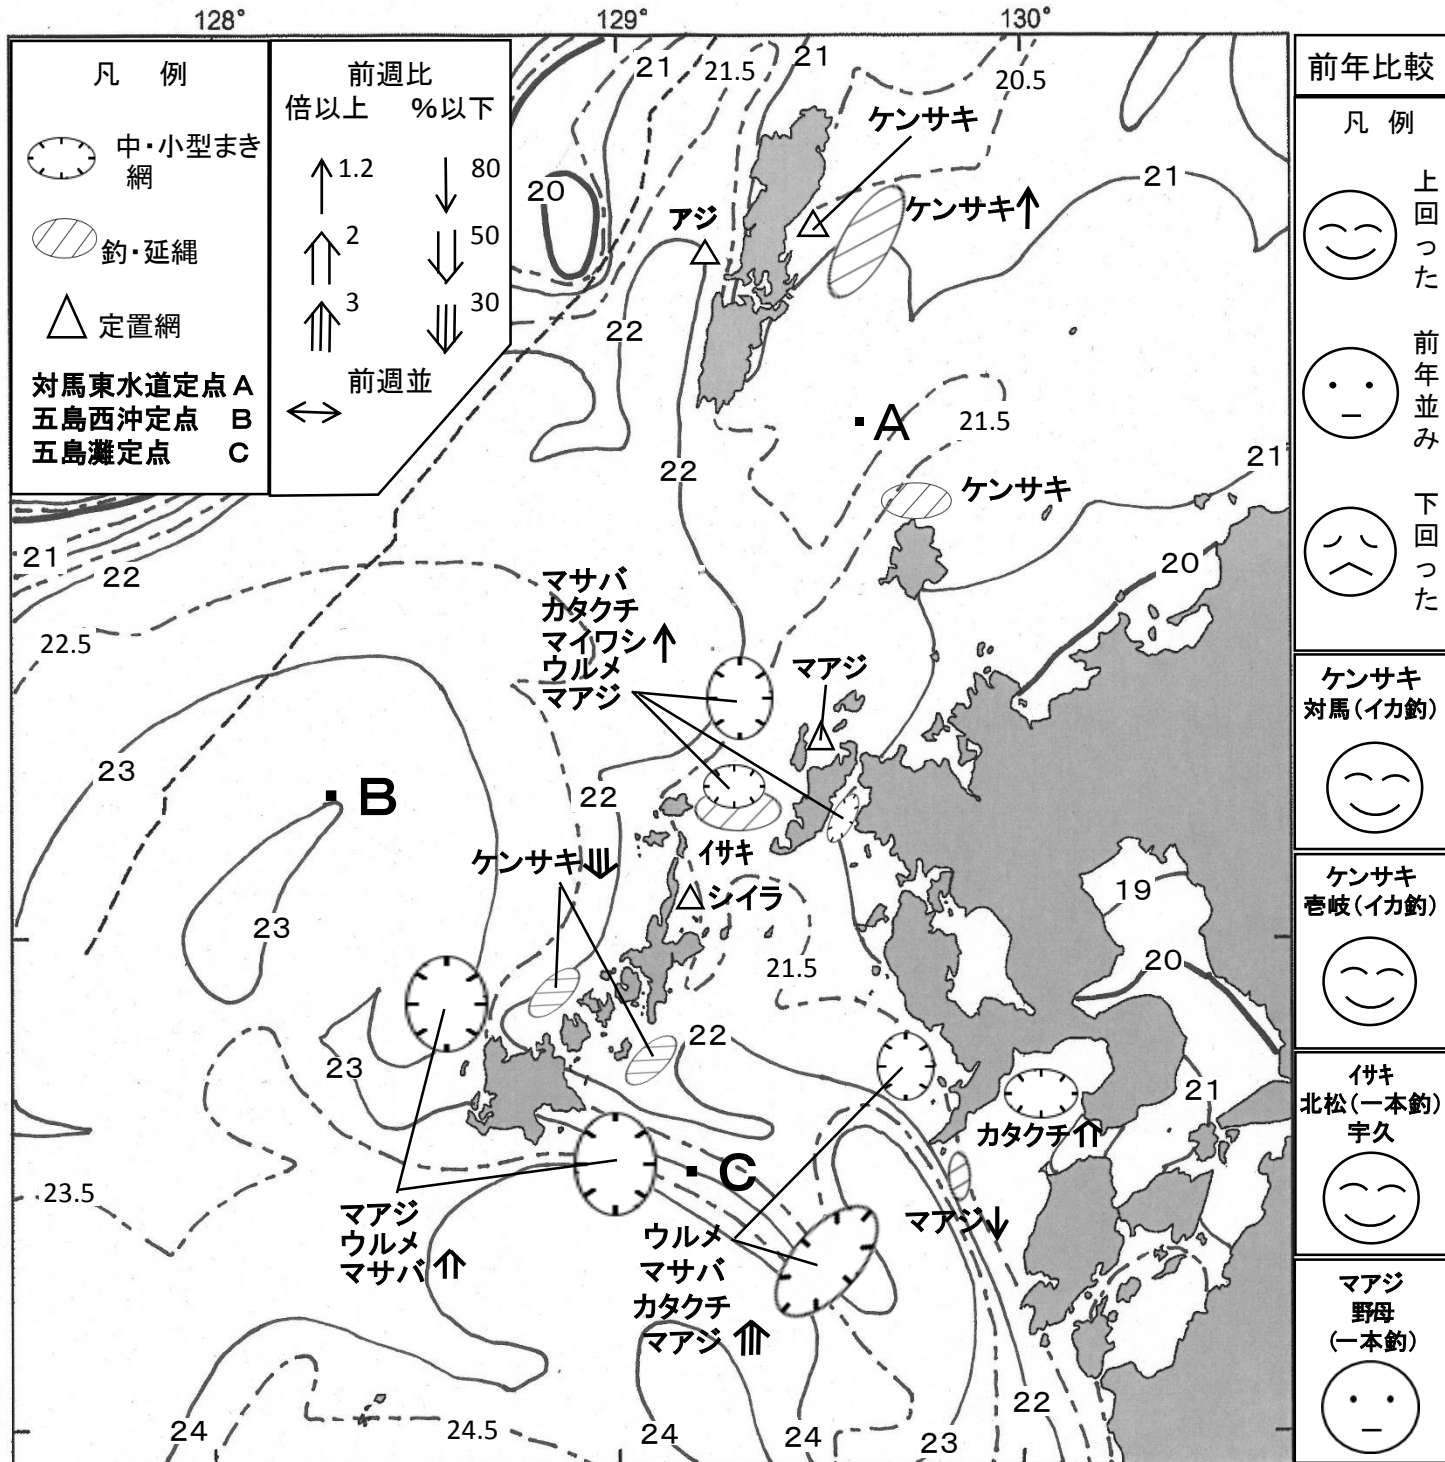 128°
129°
130°
凡 例
中・小型まき
網
釣・延縄
定置網
対馬東水道定点 A
五島西沖定点 B
五島灘定点 C
前週比
倍以上 %以下
1.2 80
2 50
3 30
前週並
前年比較
凡 例
上回った
前年並み
下回った
ケンサキ
対馬(イカ釣)
ケンサキ
壱岐(イカ釣)
イサキ
北松(一本釣)
宇久
マアジ
野母
(一本釣)
21
21.5
21
20.5
ケンサキ
20
21
アジ
ケンサキ
22
A
21.5
22
21
ケンサキ
21
22
20
マサバ
カタクチ
マイワシ
ウルメ
マアジ
22.5
マアジ
23
B
22
ケンサキ
イサキ
シイラ
19
23
21.5
20
22
23
21
カタクチ
C
23.5
マアジ
ウルメ
マサバ
ウルメ
マサバ
カタクチ
マアジ
マアジ
24
24.5
24
24
23
22